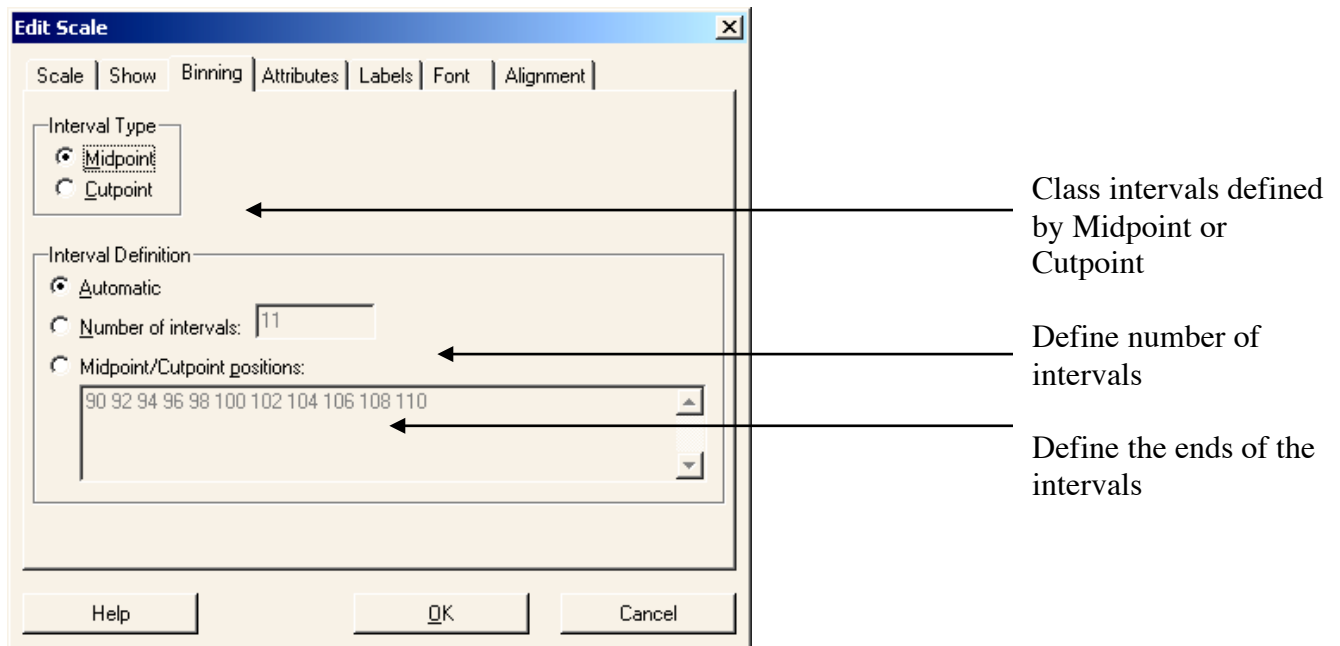 Edit Scale
Scale Show Binning Attributes Labels Font Alignment
Interval Type
Midpoint
Cutpoint
Interval Definition
Automatic
Number of intervals: 11
Midpoint/Cutpoint positions:
90 92 94 96 98 100 102 104 106 108 110
Help OK Cancel
Class intervals defined
by Midpoint or
Cutpoint
Define number of
intervals
Define the ends of the
intervals